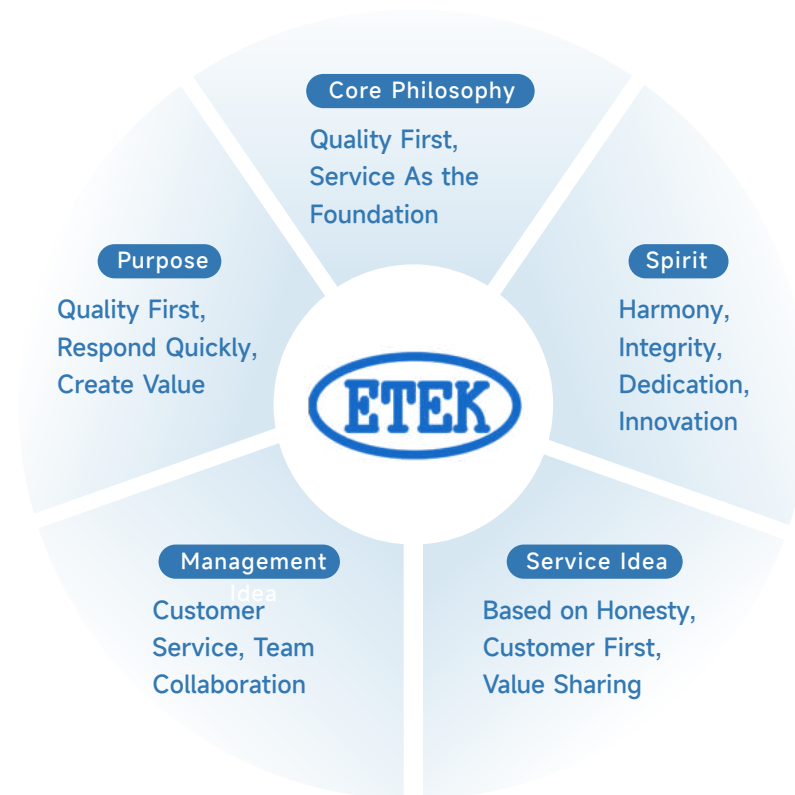 Core Philosophy
Quality First,
Service As the
Foundation
Purpose
Quality First,
Respond Quickly,
Create Value
Spirit
Harmony,
Integrity,
Dedication,
Innovation
ETEK
Management
Idea
Customer
Service, Team
Collaboration
Service Idea
Based on Honesty,
Customer First,
Value Sharing